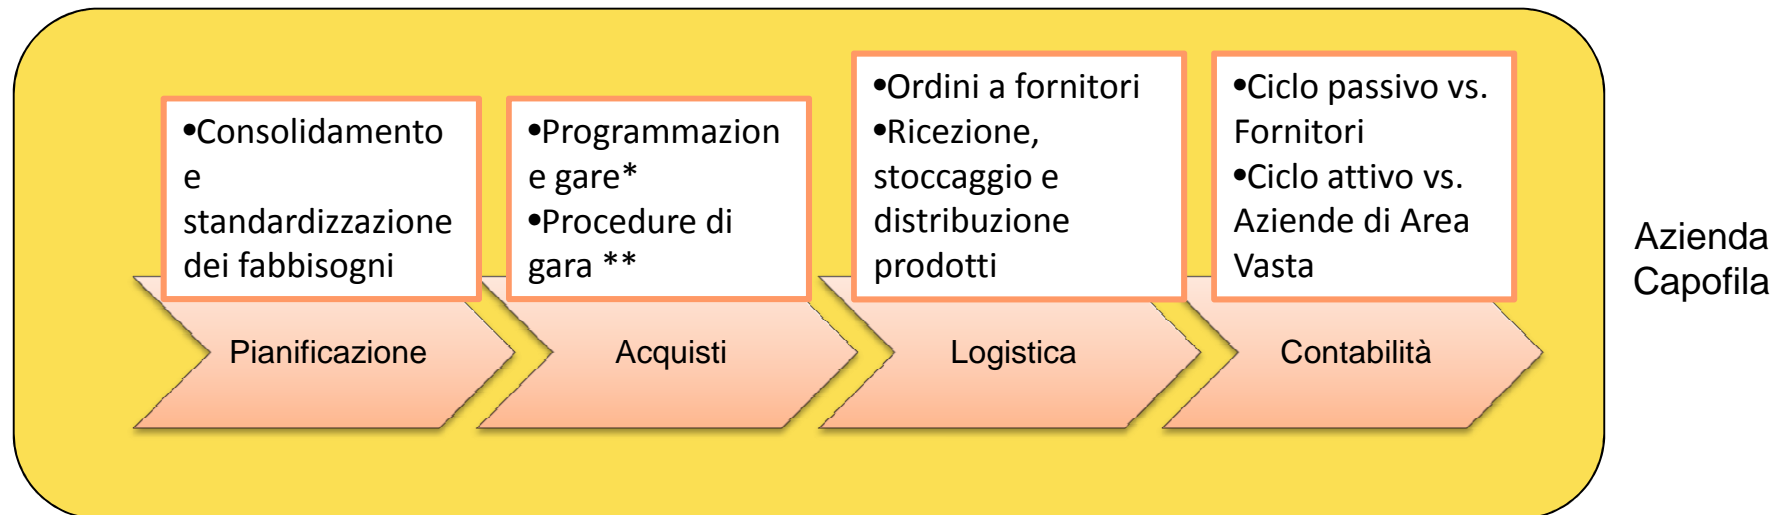 •Consolidamento
e
standardizzazione
dei fabbisogni
Pianificazione
•Programmazion
e gare*
•Procedure di
gara **
Acquisti
•Ordini a fornitori
•Ricezione,
stoccaggio e
distribuzione
prodotti
Logistica
•Ciclo passivo vs.
Fornitori
•Ciclo attivo vs.
Aziende di Area
Vasta
Contabilità
Azienda
Capofila